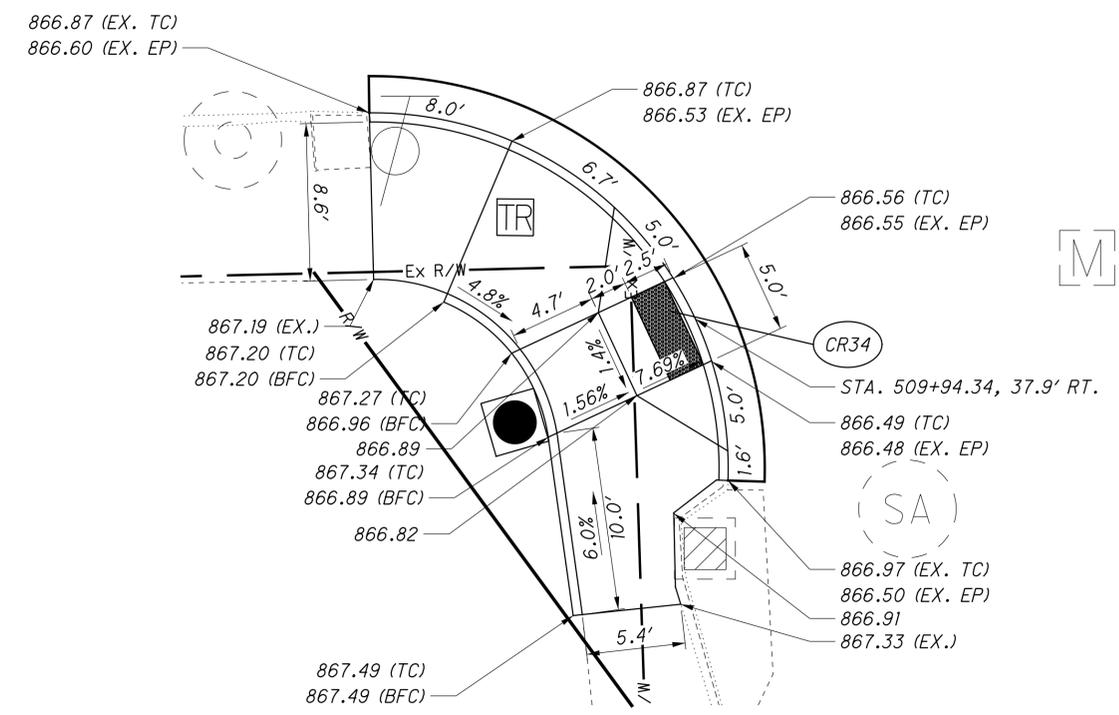 866.87 (EX. TC)
866.60 (EX. EP)
8.0'
866.87 (TC)
866.53 (EX. EP)
6.7'
8.6'
TR
5.0'
866.56 (TC)
866.55 (EX. EP)
M
Ex R/W
Ex R/W
2.5'
2.0'
4.7'
4.8%
5.0'
R/W
867.19 (EX.)
867.20 (TC)
867.20 (BFC)
1.4%
7.69%
CR34
867.27 (TC)
866.96 (BFC)
1.56%
STA. 509+94.34, 37.9' RT.
5.0'
866.49 (TC)
866.48 (EX. EP)
866.89
867.34 (TC)
866.89 (BFC)
1.6'
SA
866.82
6.0%
10.0'
866.97 (EX. TC)
866.50 (EX. EP)
866.91
867.33 (EX.)
5.4'
867.49 (TC)
867.49 (BFC)
/W